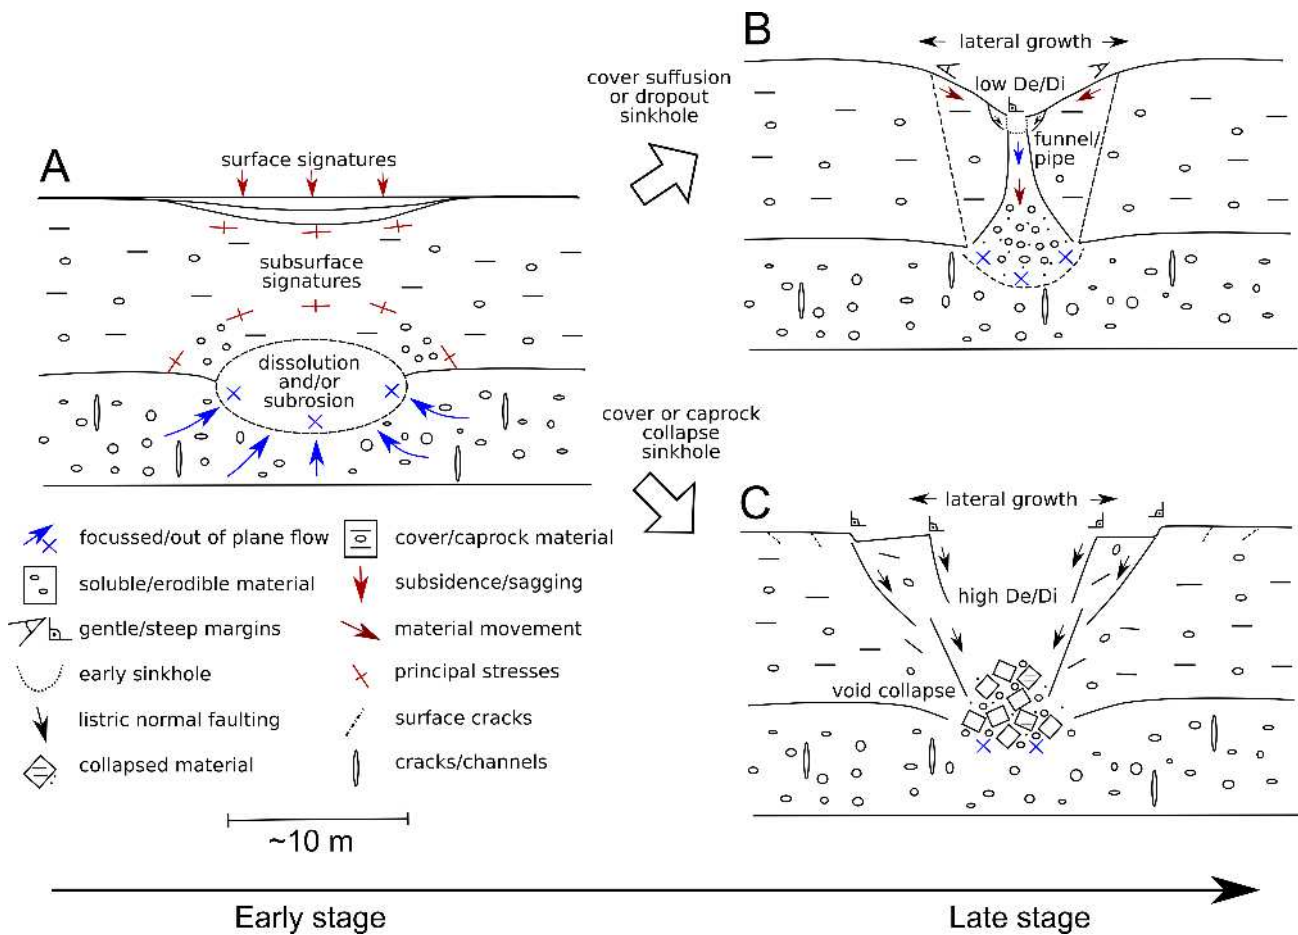 A
surface signatures
subsurface
signatures
dissolution
and/or
subrosion
cover suffusion
or dropout
sinkhole
cover or caprock
collapse
sinkhole
B
lateral growth
low De/Di
funnel/
pipe
C
lateral growth
high De/Di
void collapse
focussed/out of plane flow
soluble/erodible material
gentle/steep margins
early sinkhole
listric normal faulting
collapsed material
cover/caprock material
subsidence/sagging
material movement
principal stresses
surface cracks
cracks/channels
~10 m
Early stage
Late stage